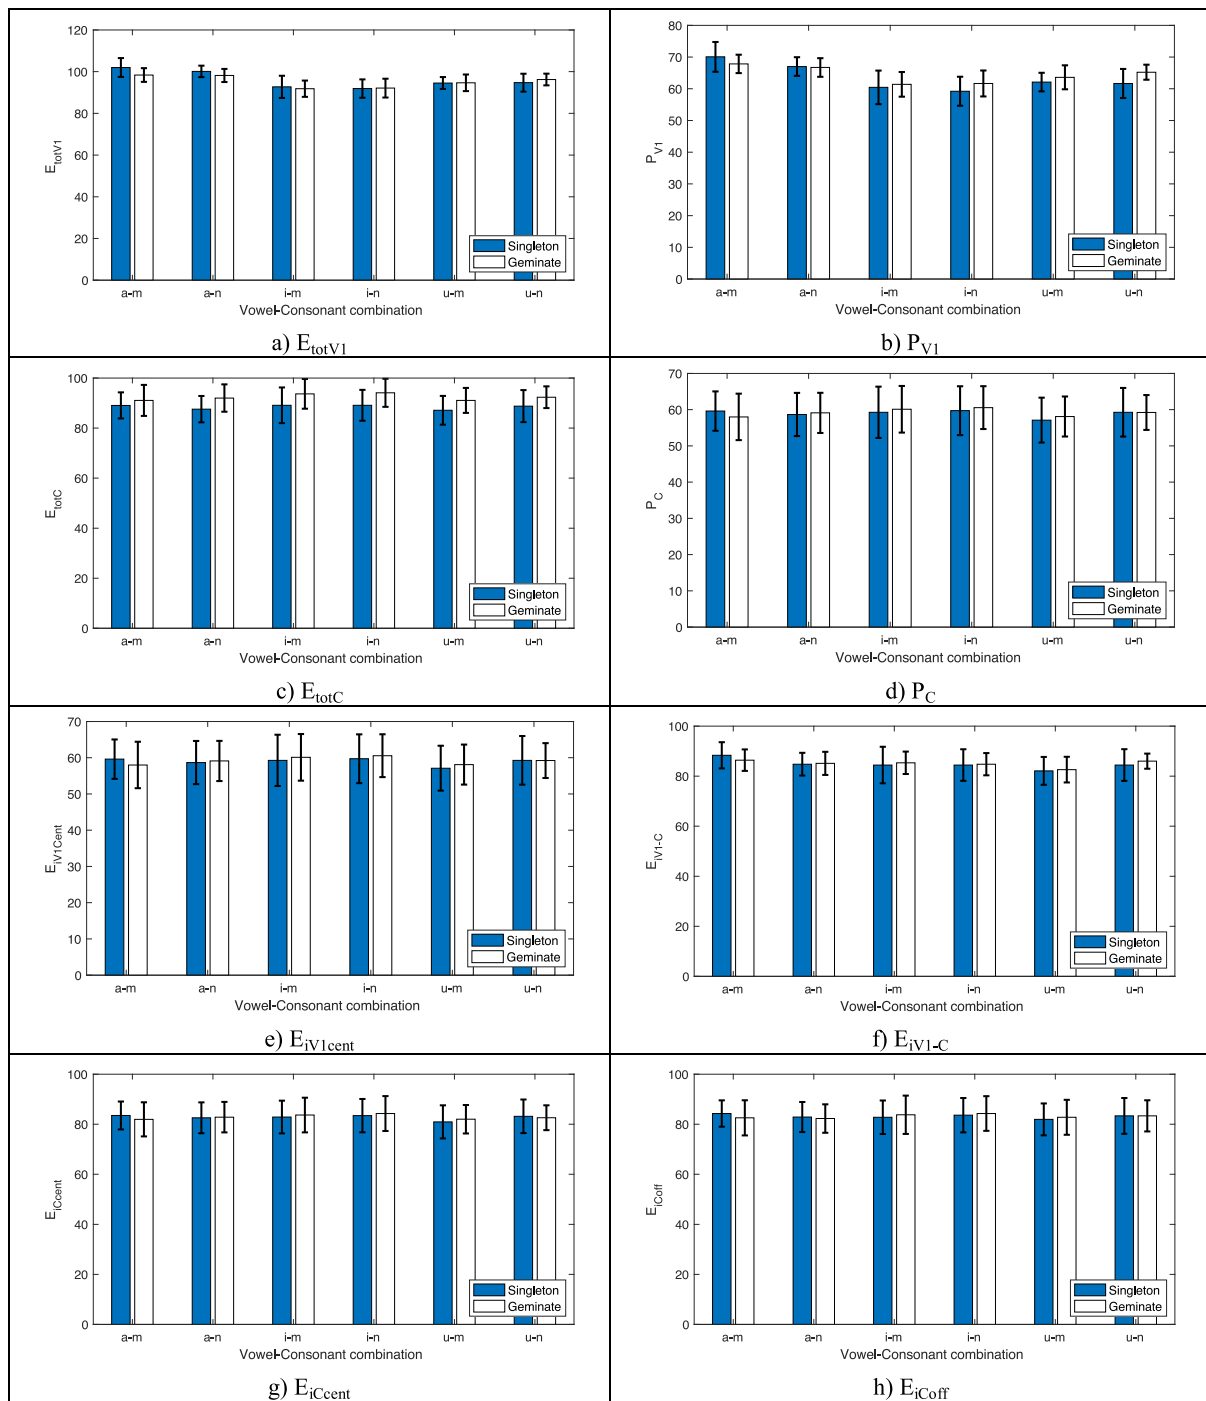 120
100
80
60
40
20
0
E_totV1
a-m a-n i-m i-n u-m u-n
Vowel-Consonant combination
Singleton
Geminate
a) E_totV1
80
70
60
50
40
30
20
10
0
P_V1
a-m a-n i-m i-n u-m u-n
Vowel-Consonant combination
Singleton
Geminate
b) P_V1
100
80
60
40
20
0
E_totC
a-m a-n i-m i-n u-m u-n
Vowel-Consonant combination
Singleton
Geminate
c) E_totC
70
60
50
40
30
20
10
0
P_C
a-m a-n i-m i-n u-m u-n
Vowel-Consonant combination
Singleton
Geminate
d) P_C
70
60
50
40
30
20
10
0
E_iV1Cent
a-m a-n i-m i-n u-m u-n
Vowel-Consonant combination
Singleton
Geminate
e) E_iV1cent
100
80
60
40
20
0
E_iV1-C
a-m a-n i-m i-n u-m u-n
Vowel-Consonant combination
Singleton
Geminate
f) E_iV1-C
100
80
60
40
20
0
E_iCcent
a-m a-n i-m i-n u-m u-n
Vowel-Consonant combination
Singleton
Geminate
g) E_iCcent
100
80
60
40
20
0
E_iCoff
a-m a-n i-m i-n u-m u-n
Vowel-Consonant combination
Singleton
Geminate
h) E_iCoff